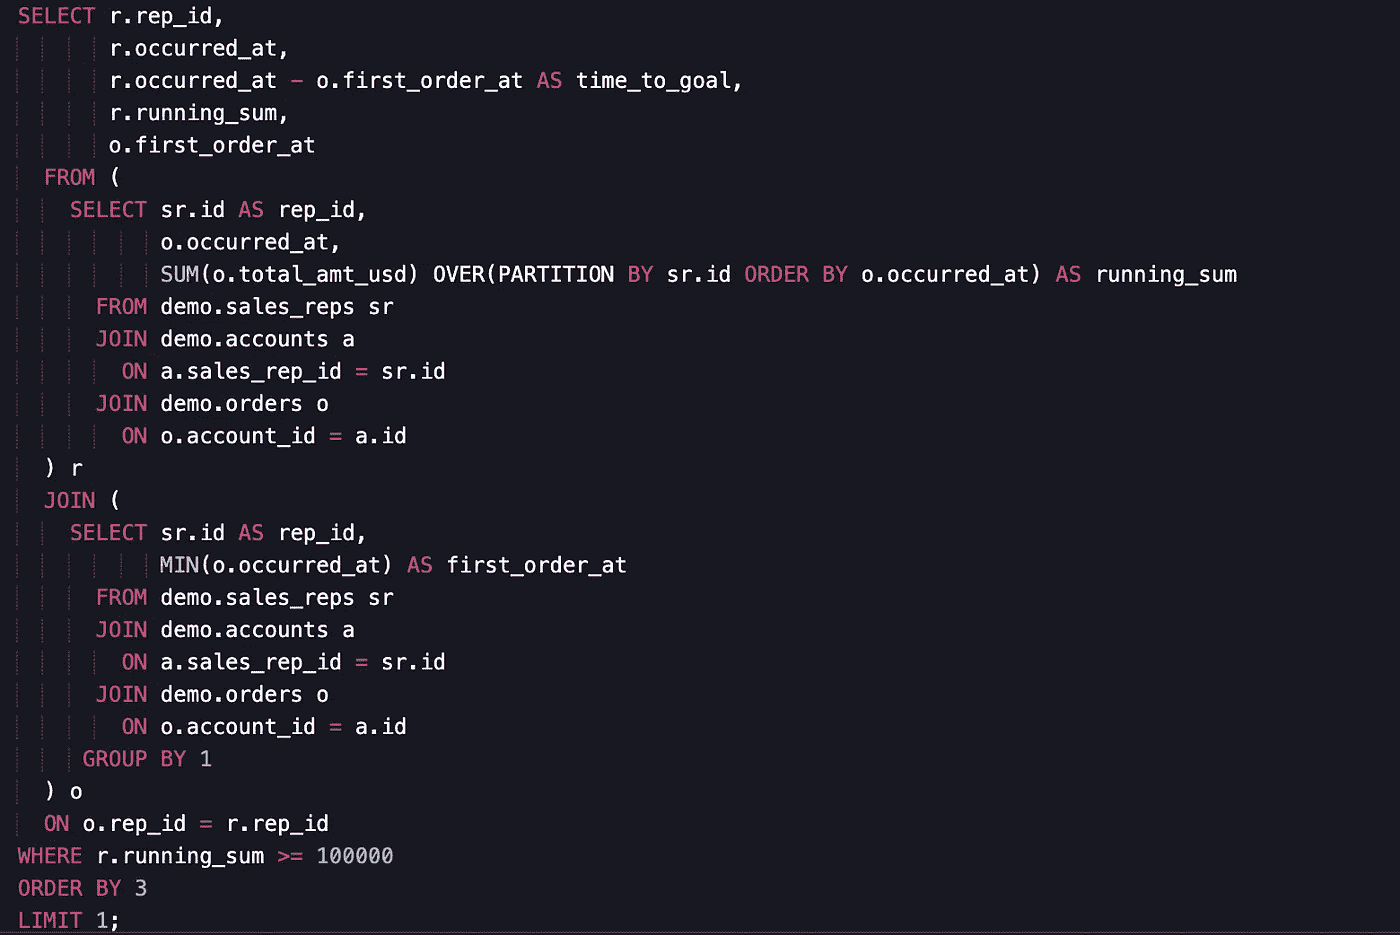 SELECT r.rep_id,
r.occurred_at,
r.occurred_at - o.first_order_at AS time_to_goal,
r.running_sum,
o.first_order_at
FROM (
SELECT sr.id AS rep_id,
o.occurred_at,
SUM(o.total_amt_usd) OVER(PARTITION BY sr.id ORDER BY o.occurred_at) AS running_sum
FROM demo.sales_reps sr
JOIN demo.accounts a
ON a.sales_rep_id = sr.id
JOIN demo.orders o
ON o.account_id = a.id
) r
JOIN (
SELECT sr.id AS rep_id,
MIN(o.occurred_at) AS first_order_at
FROM demo.sales_reps sr
JOIN demo.accounts a
ON a.sales_rep_id = sr.id
JOIN demo.orders o
ON o.account_id = a.id
GROUP BY 1
) o
ON o.rep_id = r.rep_id
WHERE r.running_sum >= 100000
ORDER BY 3
LIMIT 1;